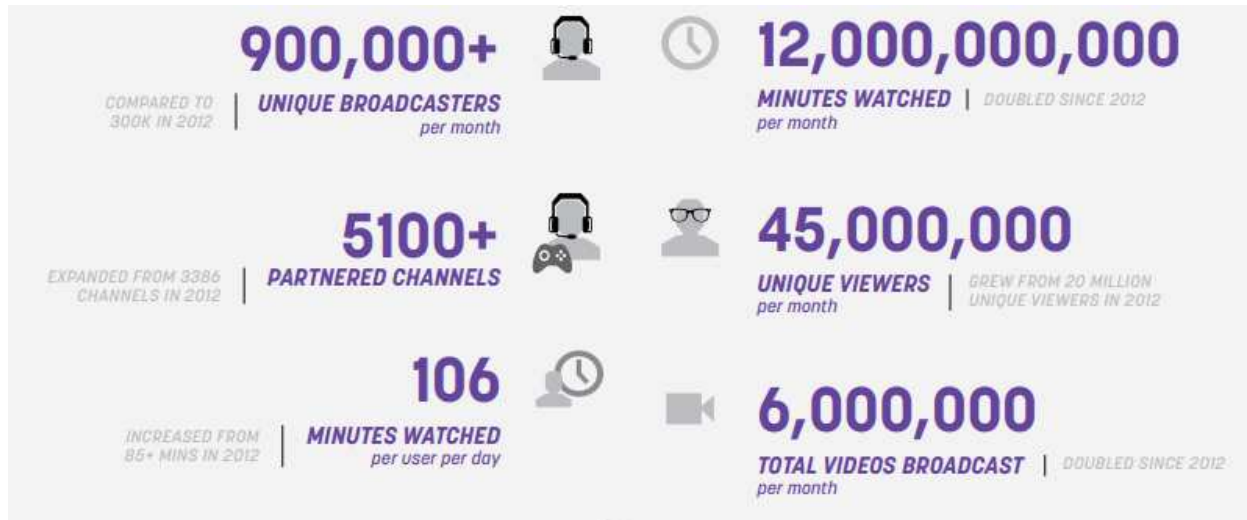 900,000+
COMPARED TO
300K IN 2012
UNIQUE BROADCASTERS
per month
12,000,000,000
MINUTES WATCHED
per month
DOUBLED SINCE 2012
5100+
EXPANDED FROM 3386
CHANNELS IN 2012
PARTNERED CHANNELS
45,000,000
UNIQUE VIEWERS
per month
GREW FROM 20 MILLION
UNIQUE VIEWERS IN 2012
106
INCREASED FROM
85+ MINS IN 2012
MINUTES WATCHED
per user per day
6,000,000
TOTAL VIDEOS BROADCAST
per month
DOUBLED SINCE 2012